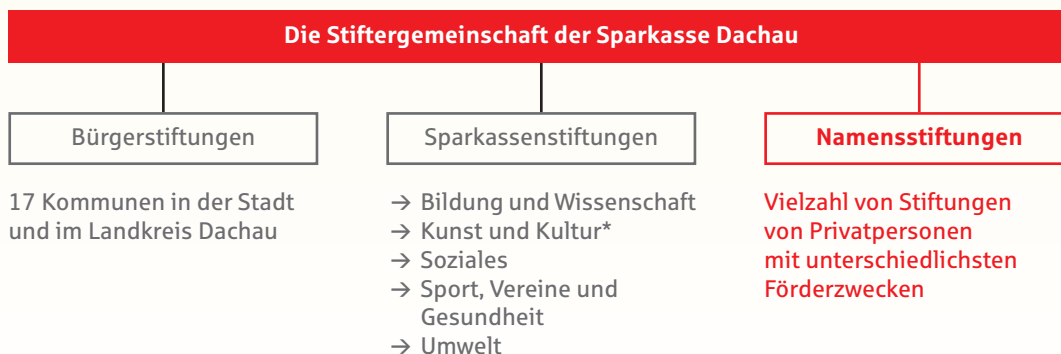 Die Stiftergemeinschaft der Sparkasse Dachau
Bürgerstiftungen
17 Kommunen in der Stadt
und im Landkreis Dachau
Sparkassenstiftungen
→ Bildung und Wissenschaft
→ Kunst und Kultur*
→ Soziales
→ Sport, Vereine und
Gesundheit
→ Umwelt
Namensstiftungen
Vielzahl von Stiftungen
von Privatpersonen
mit unterschiedlichsten
Förderzwecken